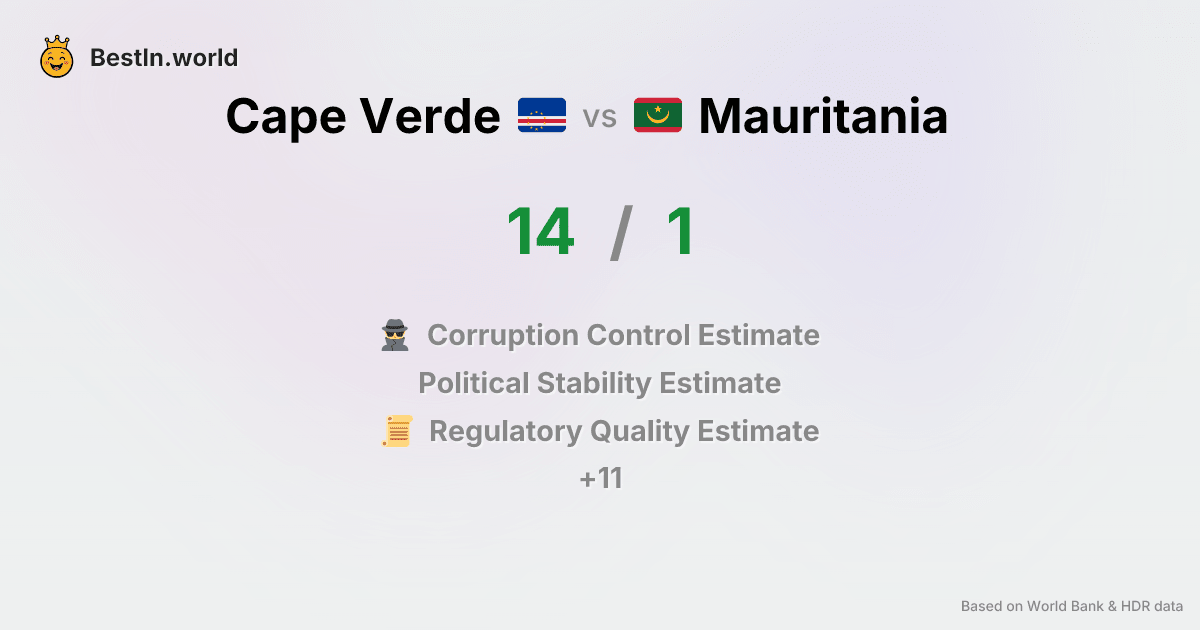 BestIn.world
Cape Verde vs Mauritania
14 / 1
Corruption Control Estimate
Political Stability Estimate
Regulatory Quality Estimate
+11
Based on World Bank & HDR data